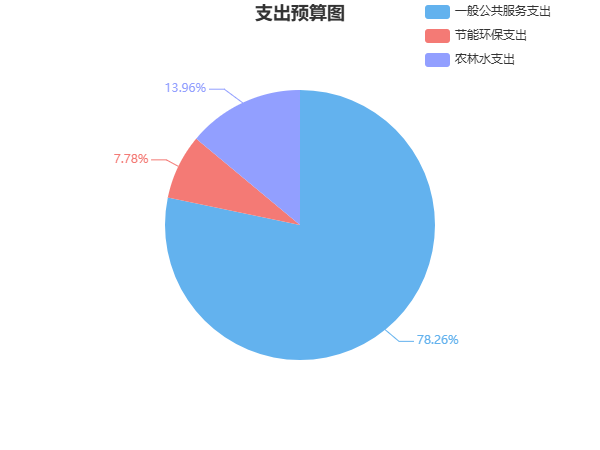 支出预算图
一般公共服务支出
节能环保支出
农林水支出
13.96%
7.78%
78.26%